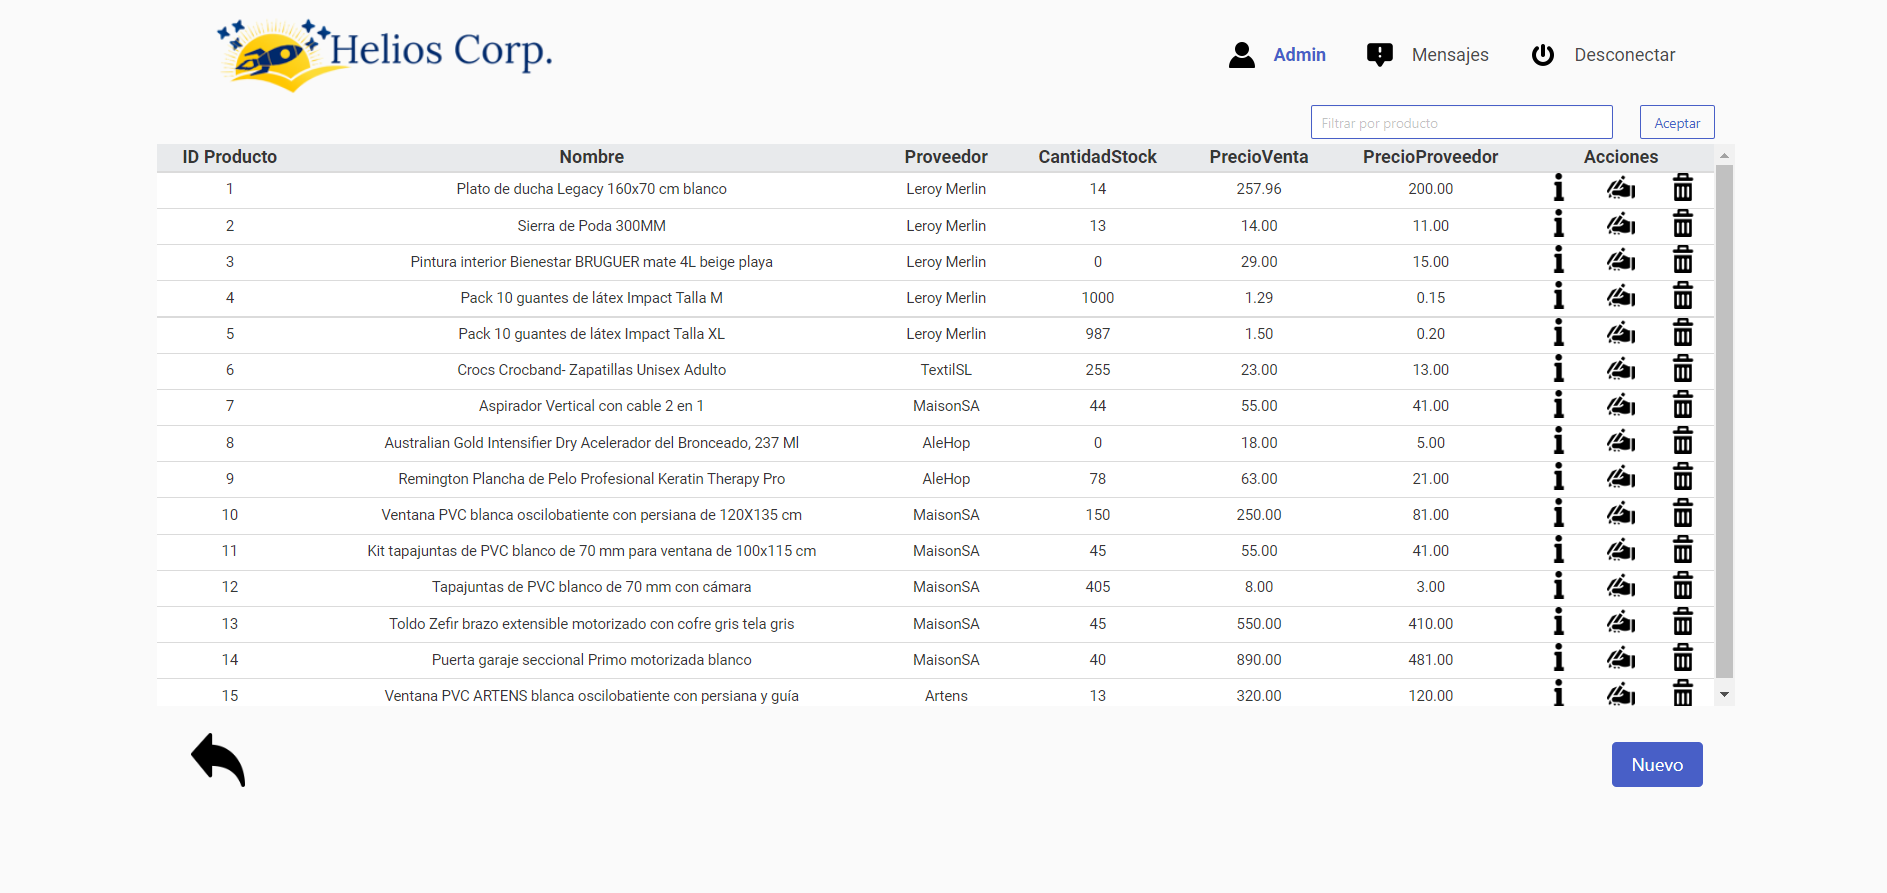 Helios Corp.
Admin Mensajes Desconectar
Filtrar por producto Aceptar
ID Producto Nombre Proveedor CantidadStock PrecioVenta PrecioProveedor Acciones
1 Plato de ducha Legacy 160x70 cm blanco Leroy Merlin 14 257.96 200.00
2 Sierra de Poda 300MM Leroy Merlin 13 14.00 11.00
3 Pintura interior Bienestar BRUGUER mate 4L beige playa Leroy Merlin 0 29.00 15.00
4 Pack 10 guantes de látex Impact Talla M Leroy Merlin 1000 1.29 0.15
5 Pack 10 guantes de látex Impact Talla XL Leroy Merlin 987 1.50 0.20
6 Crocs Crocband- Zapatillas Unisex Adulto TextilSL 255 23.00 13.00
7 Aspirador Vertical con cable 2 en 1 MaisonSA 44 55.00 41.00
8 Australian Gold Intensifier Dry Acelerador del Bronceado, 237 Ml AleHop 0 18.00 5.00
9 Remington Plancha de Pelo Profesional Keratin Therapy Pro AleHop 78 63.00 21.00
10 Ventana PVC blanca oscilobatiente con persiana de 120X135 cm MaisonSA 150 250.00 81.00
11 Kit tapajuntas de PVC blanco de 70 mm para ventana de 100x115 cm MaisonSA 45 55.00 41.00
12 Tapajuntas de PVC blanco de 70 mm con cámara MaisonSA 405 8.00 3.00
13 Toldo Zefir brazo extensible motorizado con cofre gris tela gris MaisonSA 45 550.00 410.00
14 Puerta garaje seccional Primo motorizada blanco MaisonSA 40 890.00 481.00
15 Ventana PVC ARTENS blanca oscilobatiente con persiana y guía Artens 13 320.00 120.00
Nuevo